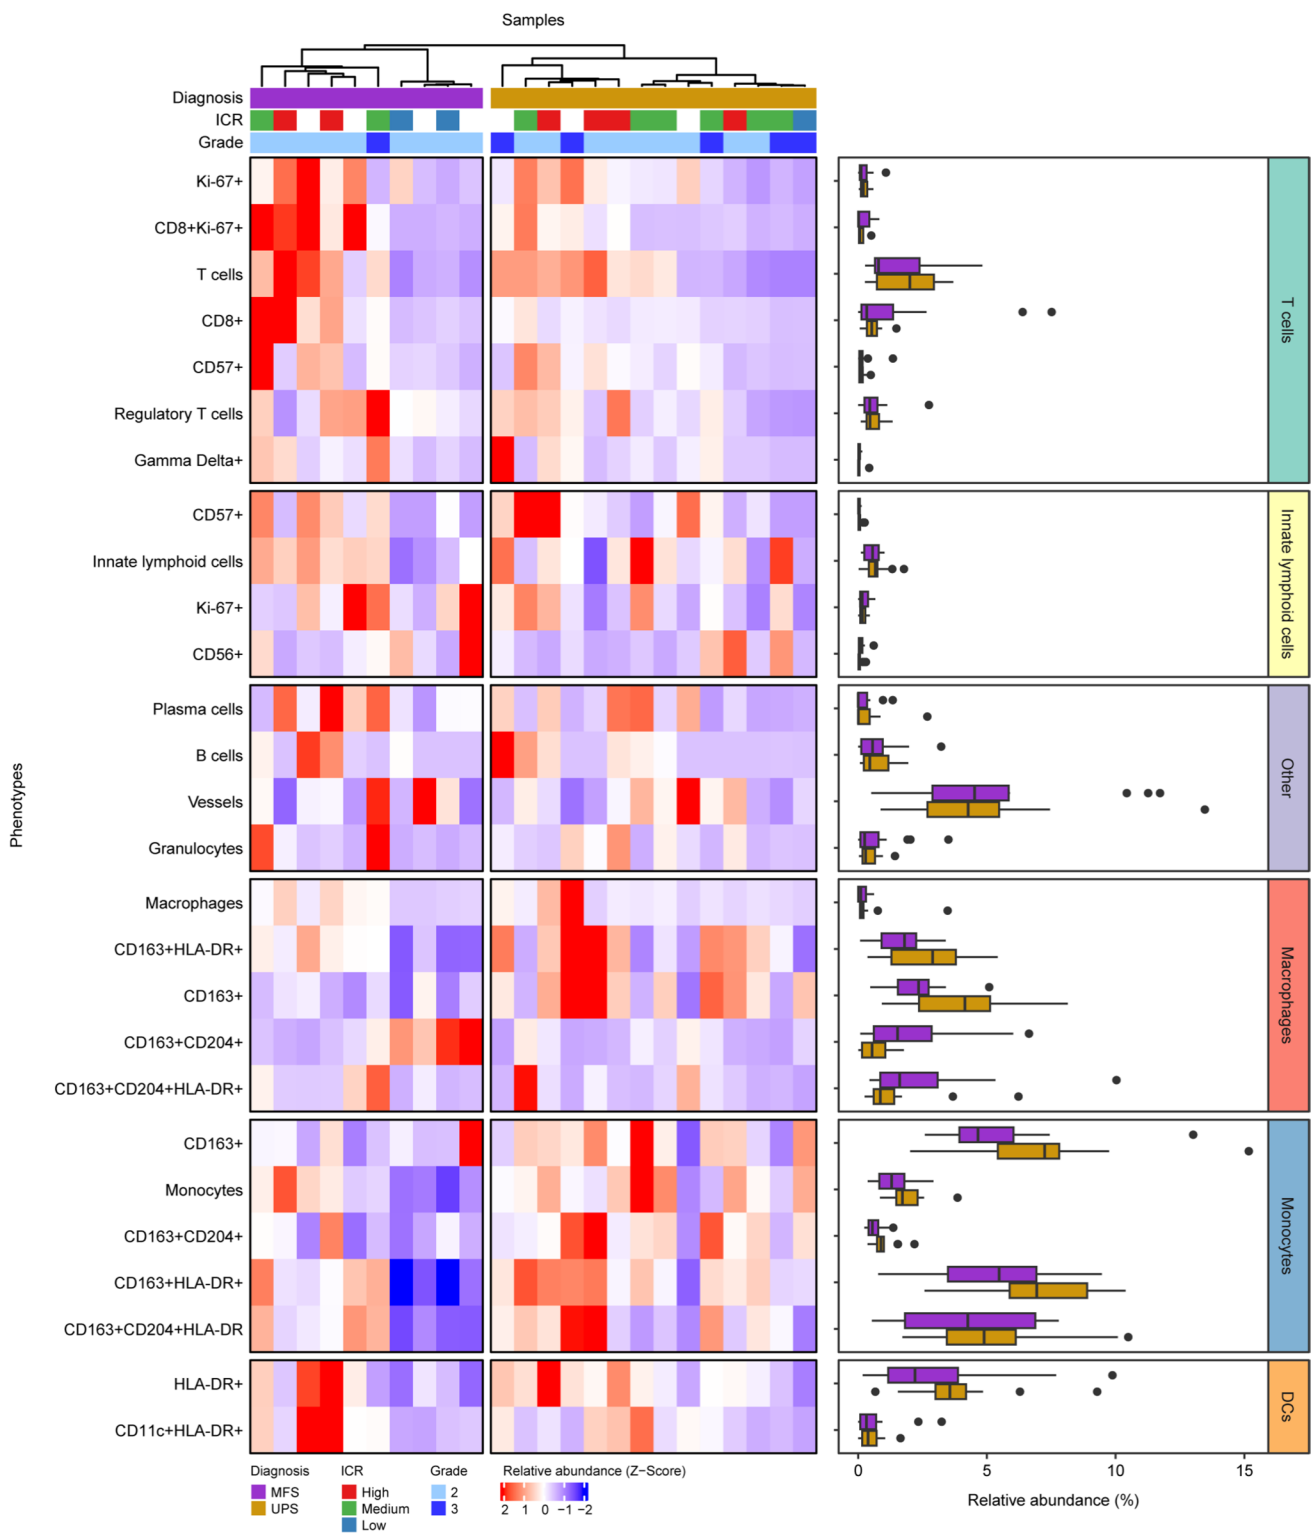 Samples
Diagnosis
ICR
Grade
Ki-67+
CD8+Ki-67+
T cells
CD8+
CD57+
Regulatory T cells
Gamma Delta+
T cells
CD57+
Innate lymphoid cells
Ki-67+
CD56+
Innate lymphoid cells
Plasma cells
B cells
Vessels
Granulocytes
Other
Phenotypes
Macrophages
CD163+HLA-DR+
CD163+
CD163+CD204+
CD163+CD204+HLA-DR+
Macrophages
CD163+
Monocytes
CD163+CD204+
CD163+HLA-DR+
CD163+CD204+HLA-DR
Monocytes
HLA-DR+
CD11c+HLA-DR+
DCs
0 5 10 15
Relative abundance (%)
Diagnosis ICR Grade Relative abundance (Z-Score)
MFS High 2
UPS Medium 3
Low
2 1 0 -1 -2